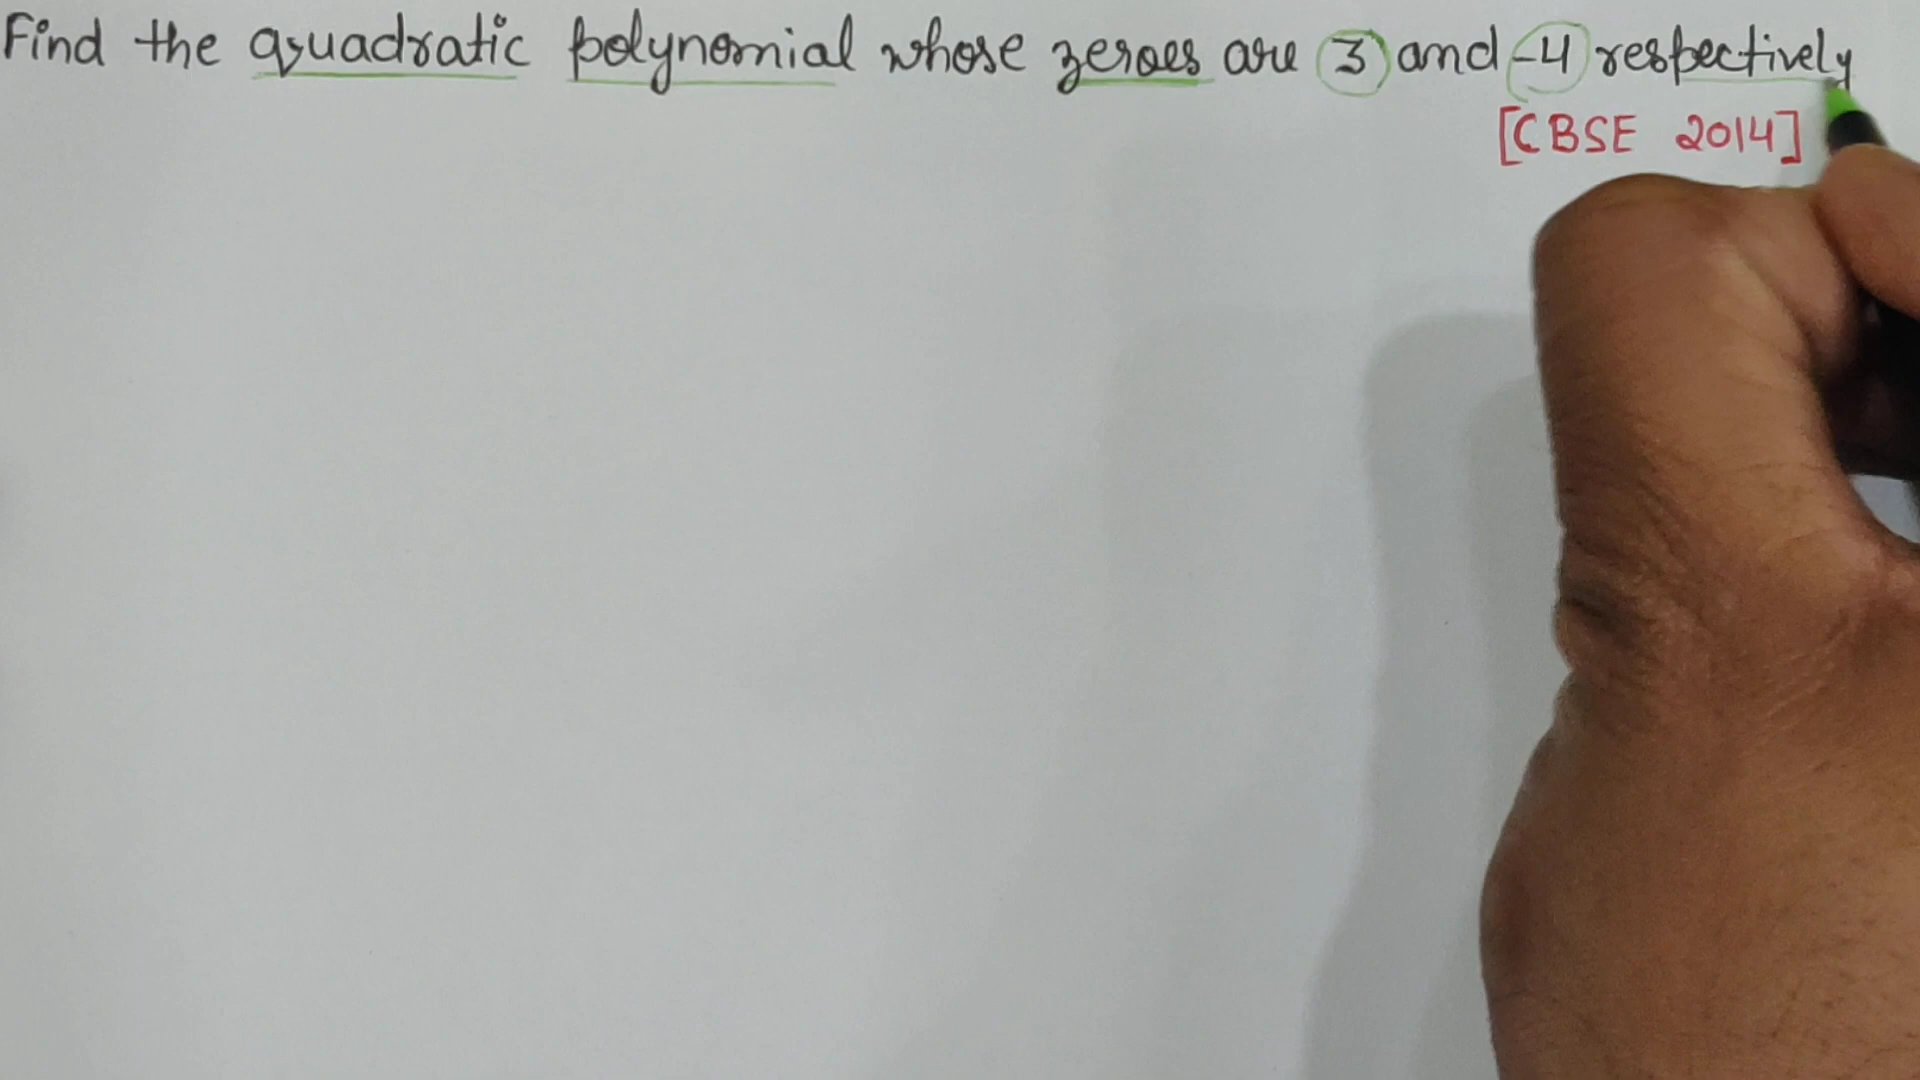 Find the quadratic polynomial whose zeroes are 3 and -4 respectively
[CBSE 2014]